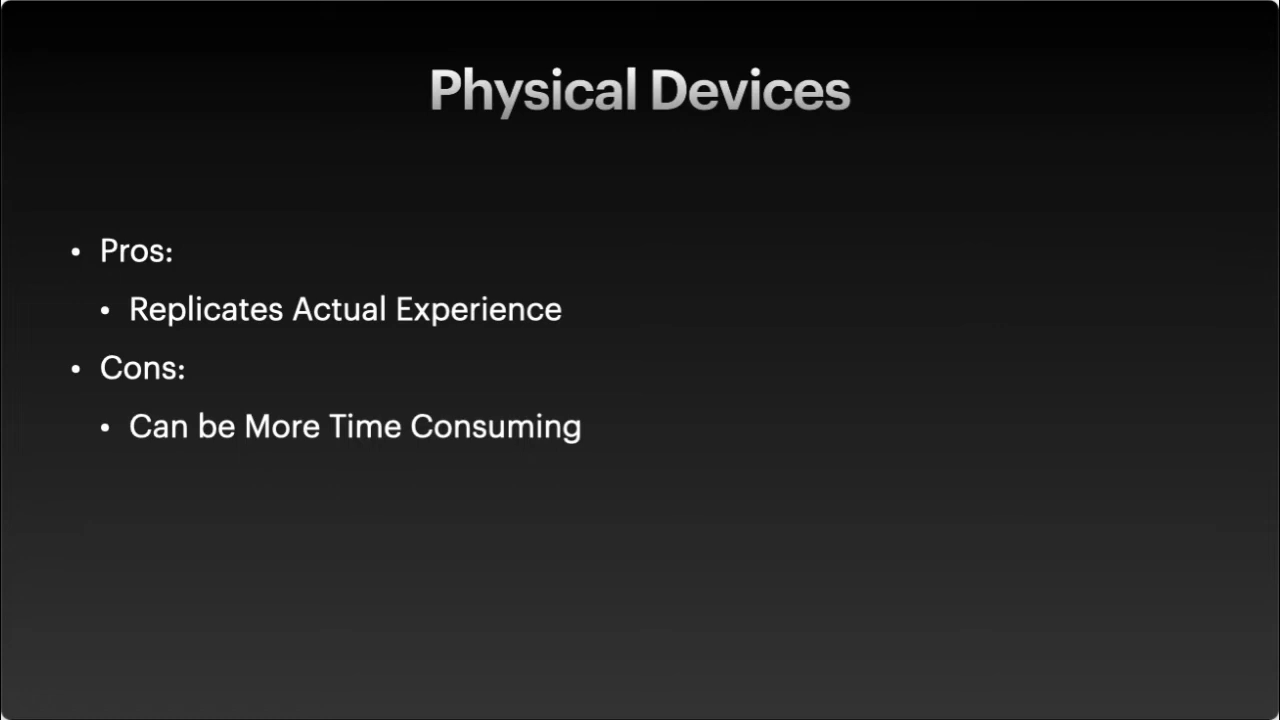 Physical Devices
• Pros:
• Replicates Actual Experience
• Cons:
• Can be More Time Consuming